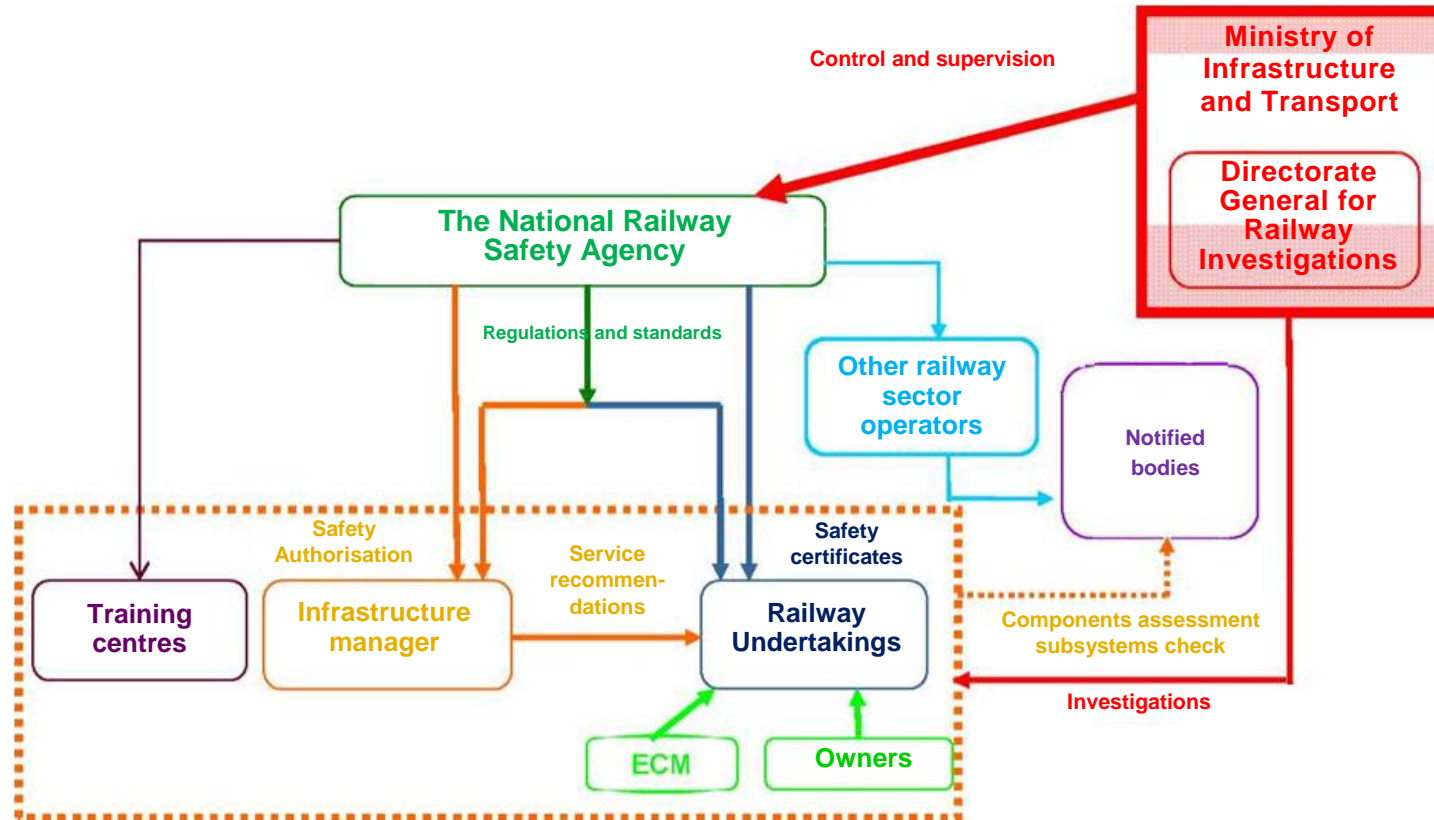 Control and supervision
Ministry of
Infrastructure
and Transport
Directorate
General for
Railway
Investigations
The National Railway
Safety Agency
Regulations and standards
Other railway
sector
operators
Notified
bodies
Safety
Authorisation
Service
recommen-
dations
Safety
certificates
Training
centres
Infrastructure
manager
Railway
Undertakings
Components assessment
subsystems check
Investigations
ECM
Owners